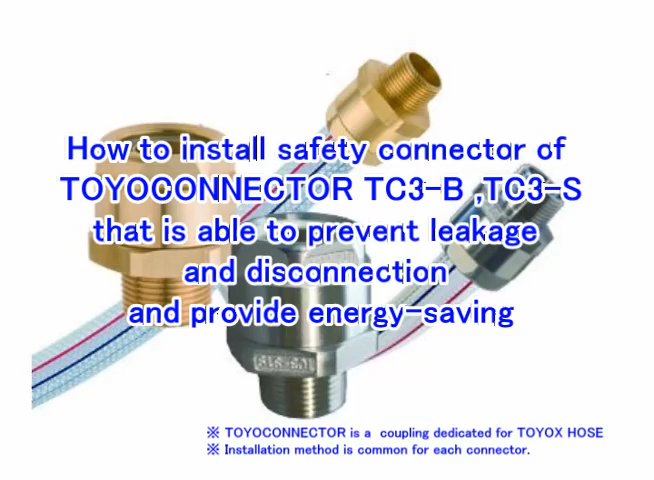 How to install safety connector of
TOYOCONNECTOR TC3-B ,TC3-S
that is able to prevent leakage
and disconnection
and provide energy-saving
※ TOYOCONNECTOR is a coupling dedicated for TOYOX HOSE
※ Installation method is common for each connector.